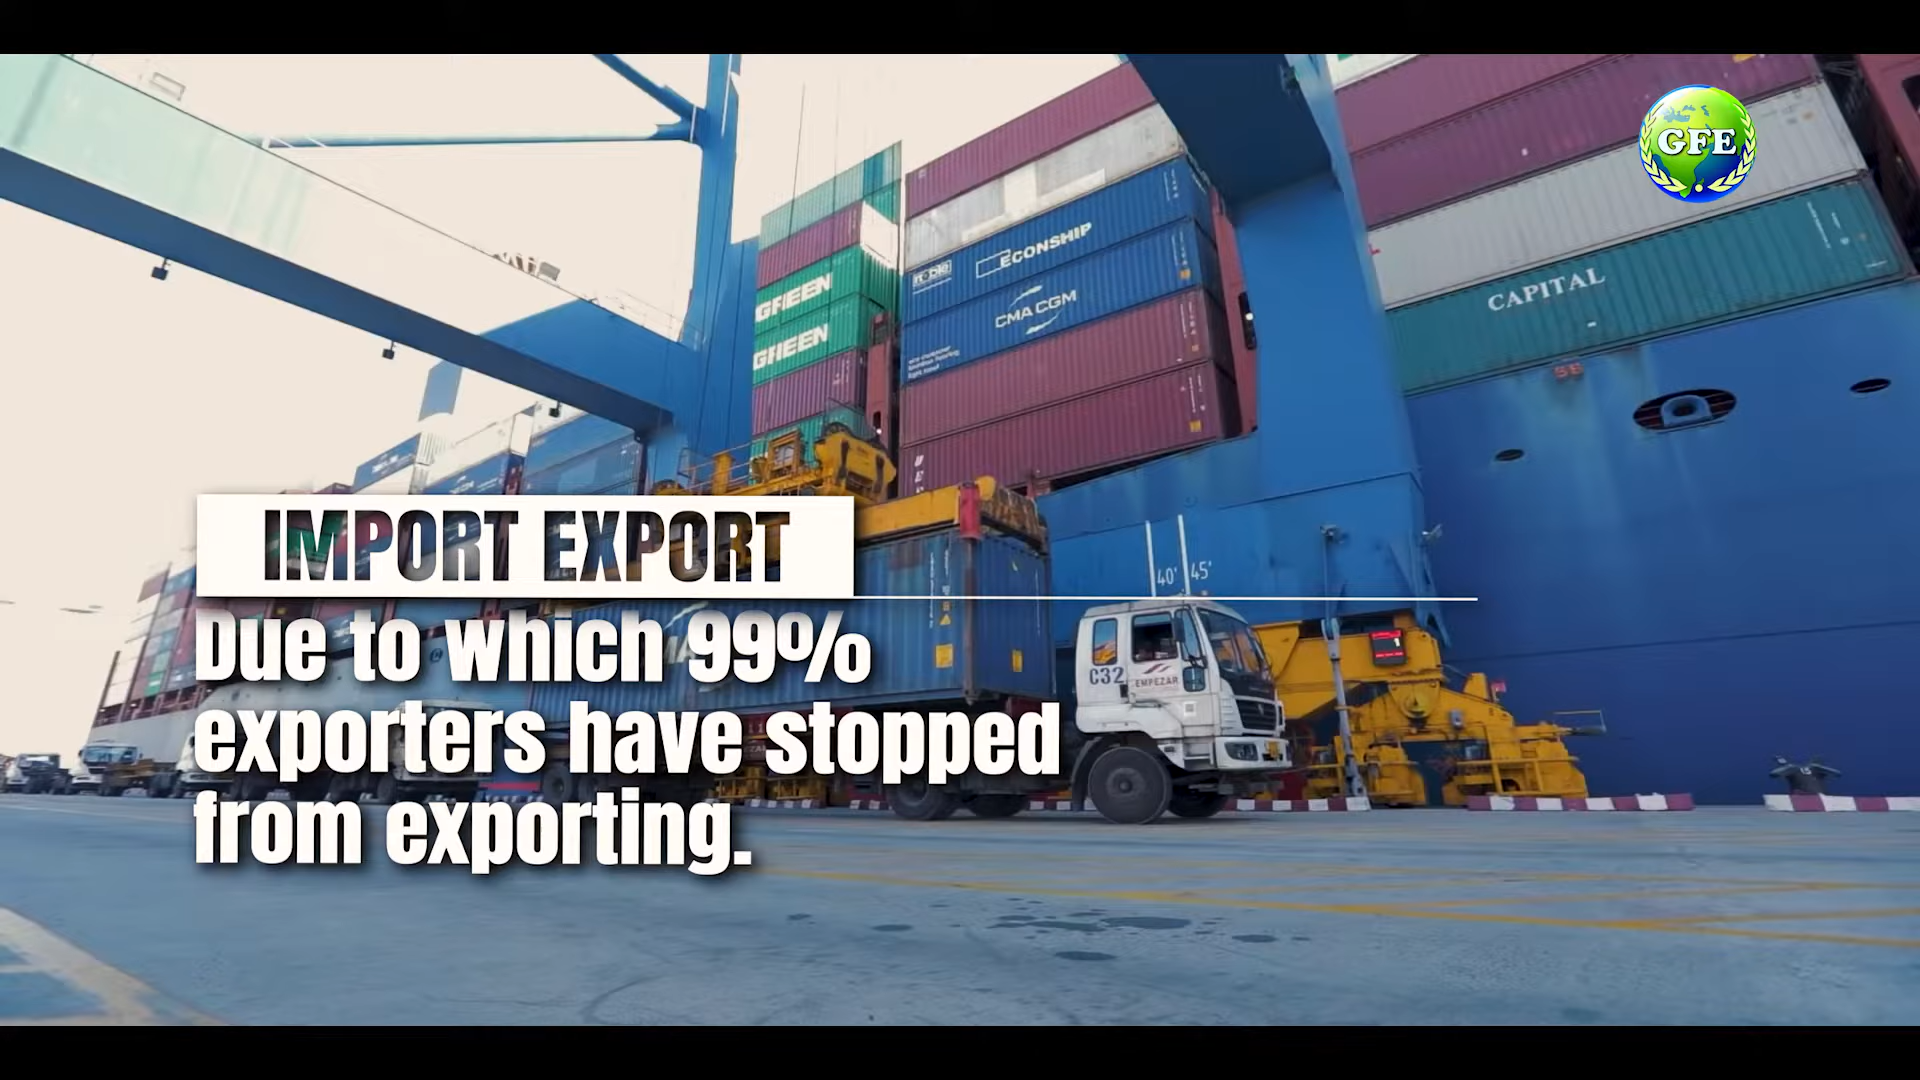 GFE
ECONSHIP
noble
CMA CGM
GREEN
GREEN
CAPITAL
IMPORT EXPORT
40' 45'
Due to which 99%
exporters have stopped
from exporting.
C32
EMPEZAR